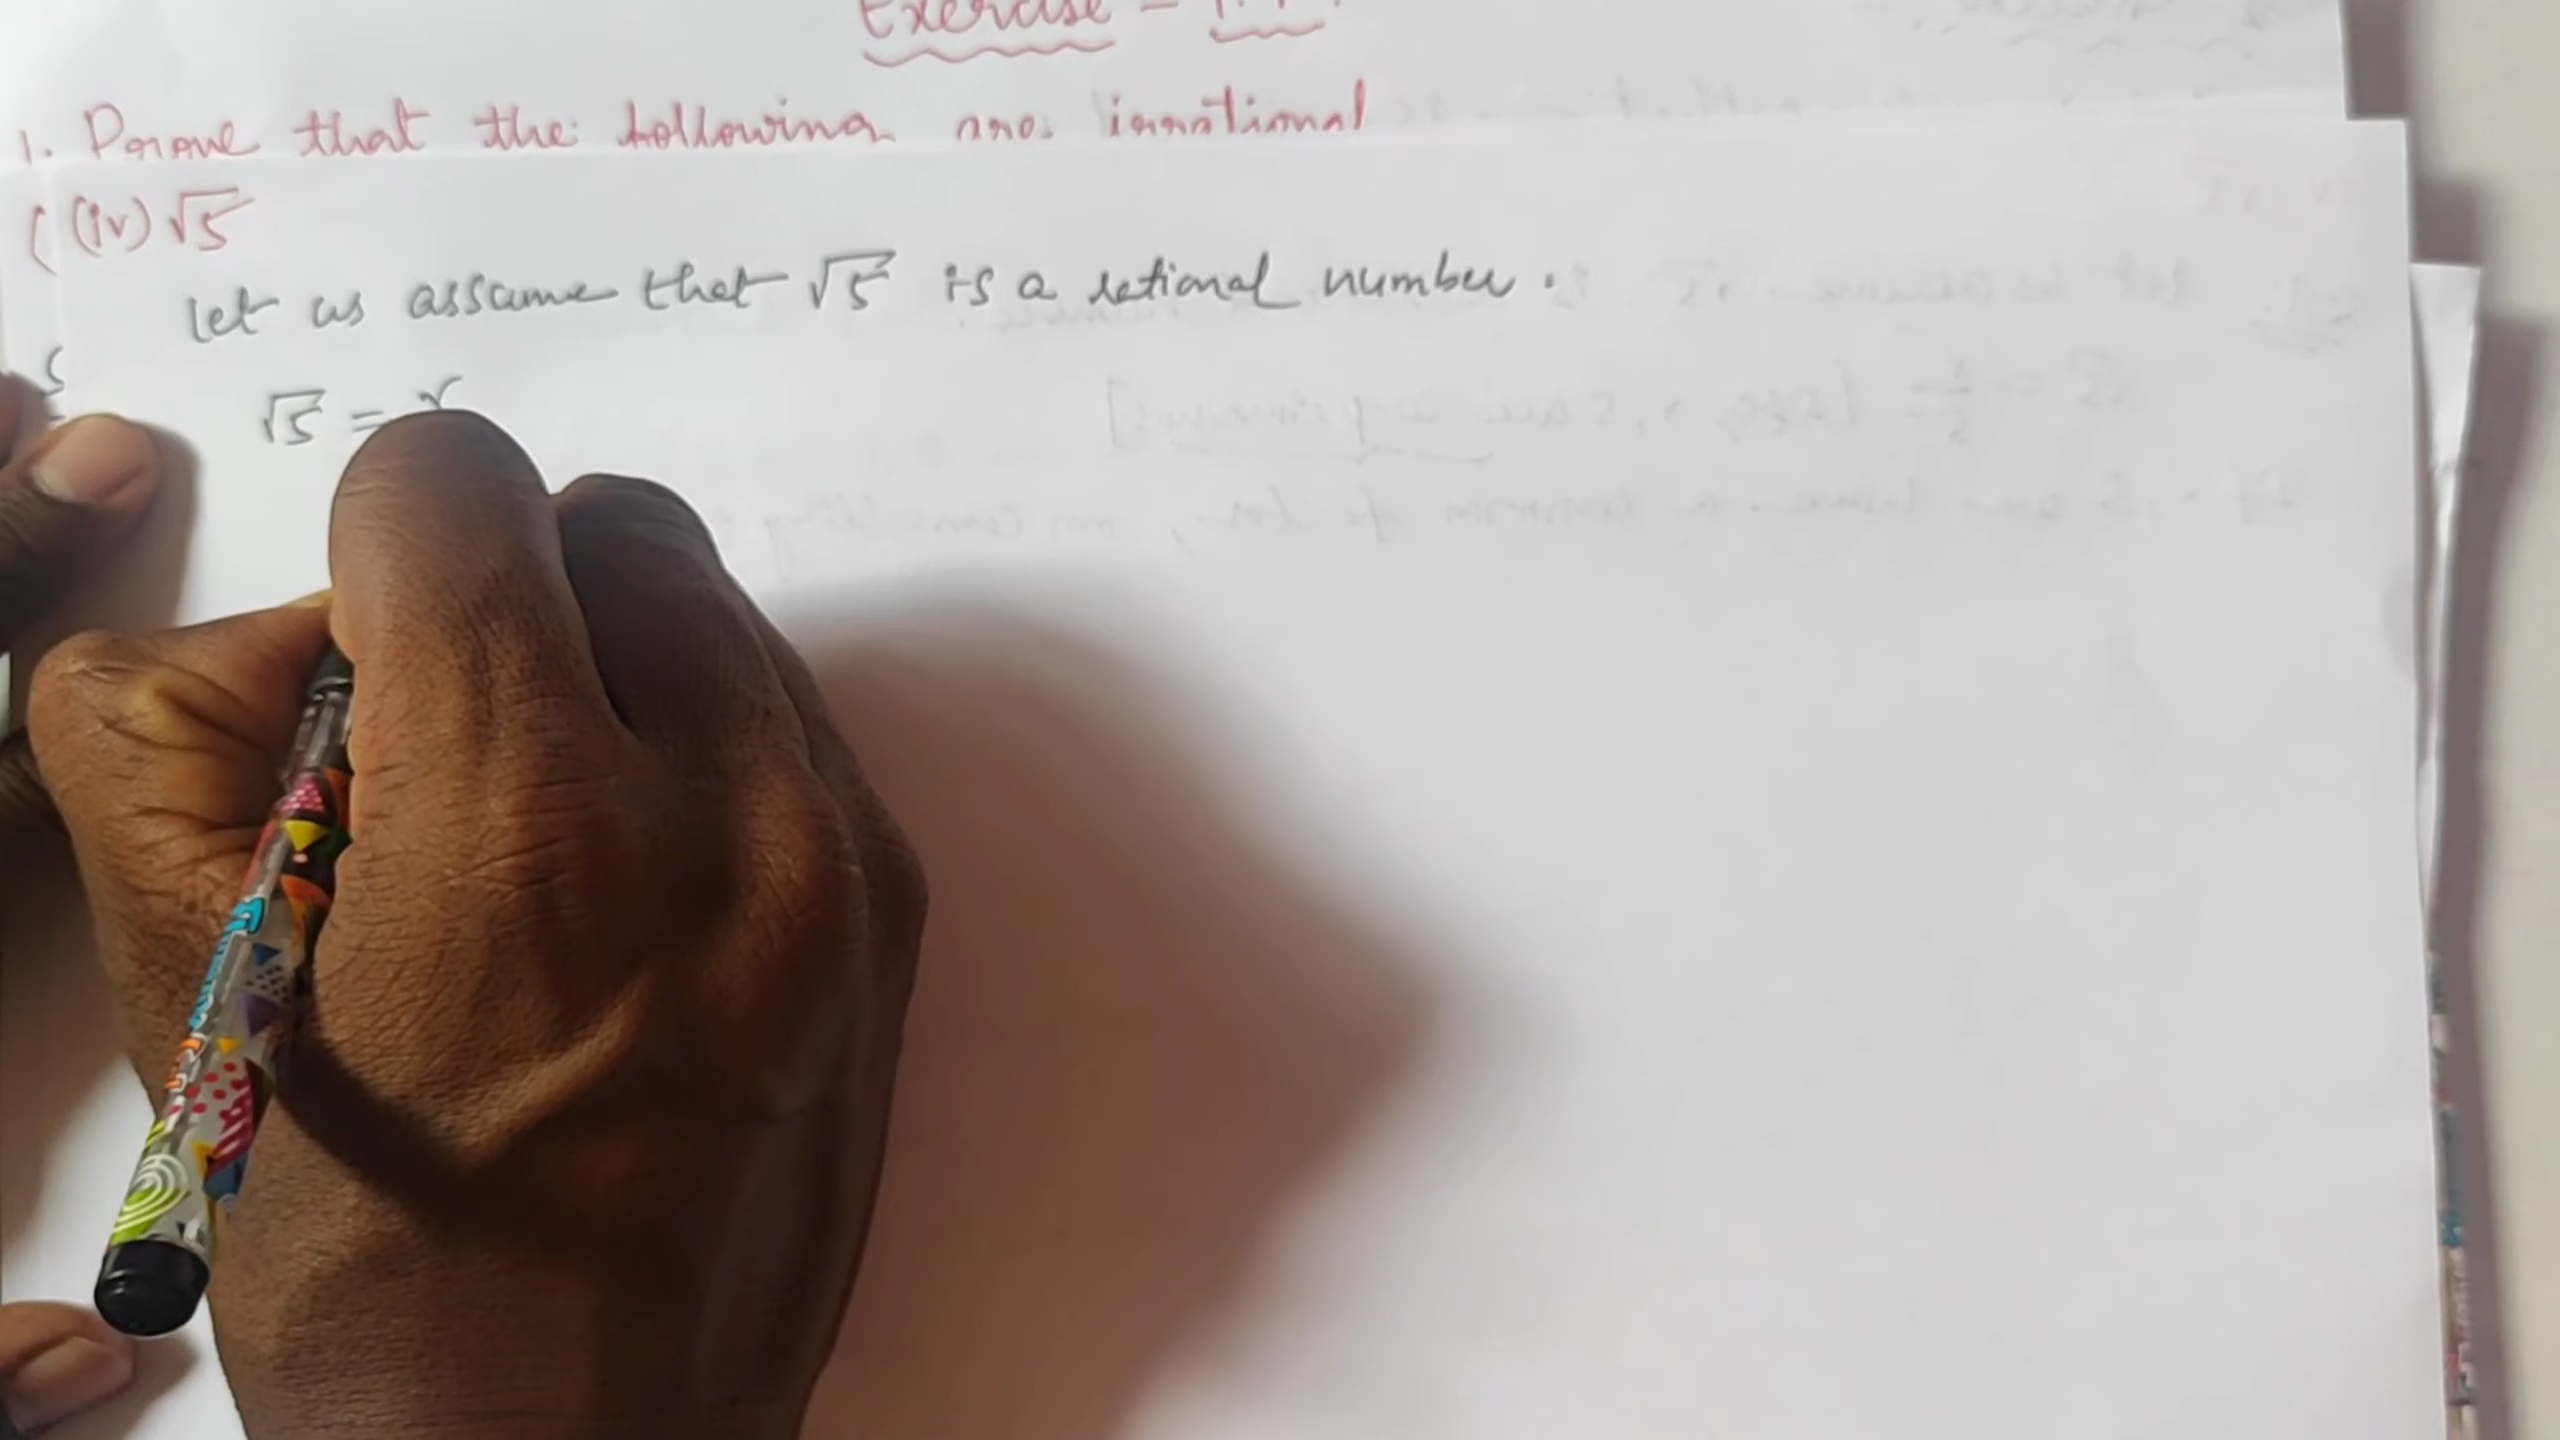 Exercise -
1. Prove that the following are irrational
(iv) √5
Let us assume that √5 is a rational number.
√5 = r